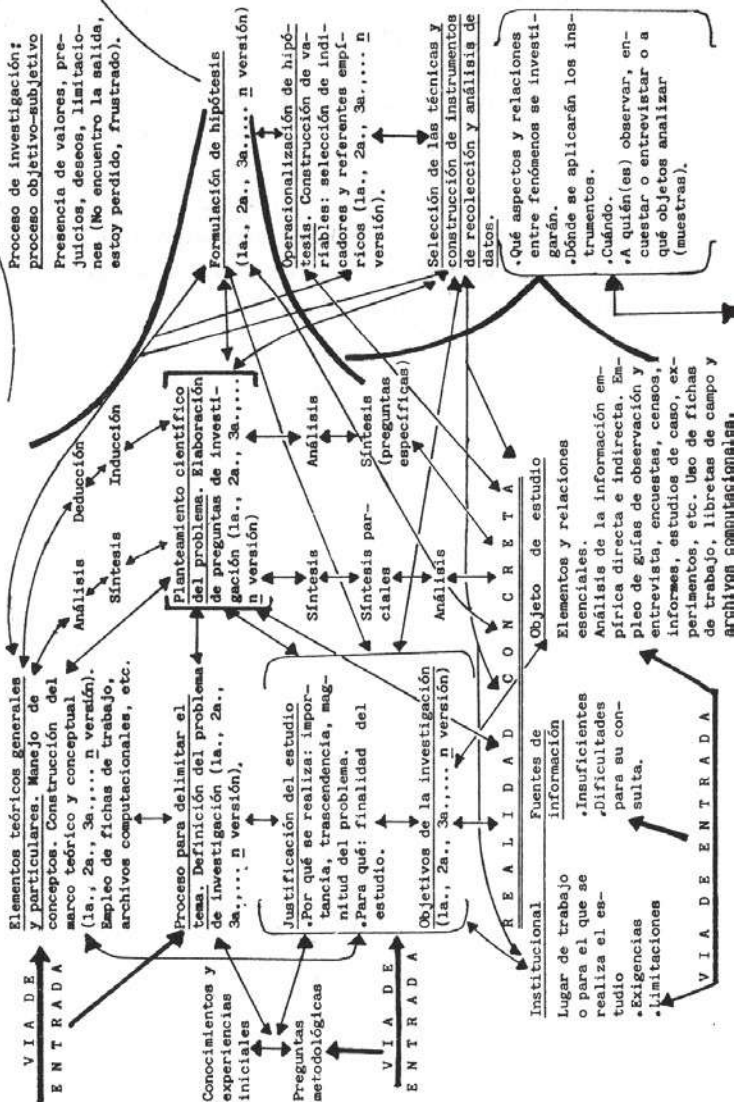 VIA DE
ENTRADA
Elementos teóricos generales
y particulares. Manejo de
conceptos. Construcción del
marco teórico y conceptual
(1a., 2a., 3a.,... n versión).
Empleo de fichas de trabajo,
archivos computacionales, etc.
Análisis
Síntesis
Deducción
Inducción
Proceso de investigación:
proceso objetivo-subjetivo
Presencia de valores, pre-
juicios, deseos, limitacio-
nes (No encuentro la salida,
estoy perdido, frustrado).
Conocimientos y
experiencias
iniciales
Preguntas
metodológicas
Proceso para delimitar el
tema. Definición del problema
de investigación (1a., 2a.,
3a.,... n versión).
Planteamiento científico
del problema. Elaboración
de preguntas de investi-
gación (1a., 2a., 3a.,...
n versión)
Formulación de hipótesis
(1a., 2a., 3a.,... n versión)
Operacionalización de hipó-
tesis. Construcción de va-
riables: selección de indi-
cadores y referentes empí-
ricos (1a., 2a., 3a.,... n
versión).
VIA DE
ENTRADA
Justificación del estudio
.Por qué se realiza: impor-
tancia, trascendencia, mag-
nitud del problema.
.Para qué: finalidad del
estudio.
Objetivos de la investigación
(1a., 2a., 3a.,... n versión)
Síntesis
Síntesis par-
ciales
Análisis
Análisis
Síntesis
(preguntas
específicas)
Selección de las técnicas y
construcción de instrumentos
de recolección y análisis de
datos.
.Qué aspectos y relaciones
entre fenómenos se investi-
garán.
.Dónde se aplicarán los ins-
trumentos.
.Cuándo.
.A quién(es) observar, en-
cuestar o entrevistar o a
qué objetos analizar
(muestras).
REALIDAD CONCRETA
Institucional
Lugar de trabajo
o para el que se
realiza el es-
tudio
.Exigencias
.Limitaciones
Fuentes de
información
.Insuficientes
.Dificultades
para su con-
sulta.
Objeto de estudio
Elementos y relaciones
esenciales.
Análisis de la información em-
pírica directa e indirecta. Em-
pleo de guías de observación y
entrevista, encuestas, censos,
informes, estudios de caso, ex-
perimentos, etc. Uso de fichas
de trabajo, libretas de campo y
archivos computacionales.
VIA DE ENTRADA